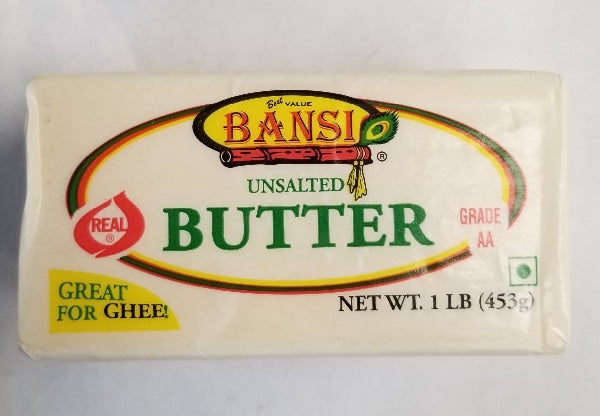 Best VALUE
BANSI
®
UNSALTED
BUTTER
REAL
®
GRADE
AA
GREAT
FOR GHEE!
NET WT. 1 LB (453g)